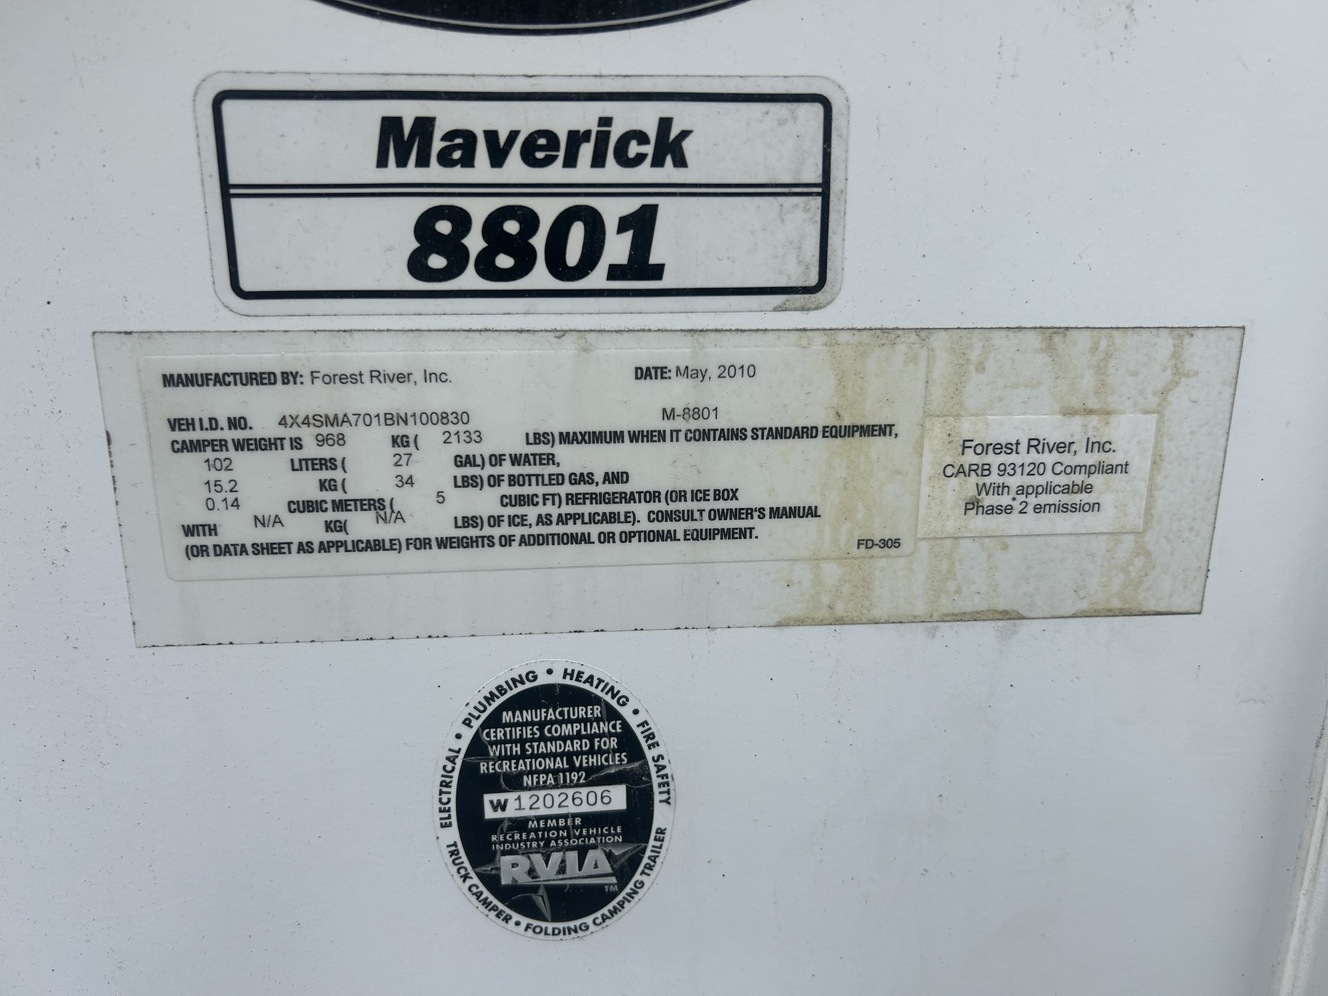 Maverick
8801
MANUFACTURED BY: Forest River, Inc. DATE: May, 2010
VEH I.D. NO. 4X4SMA701BN100830 M-8801
CAMPER WEIGHT IS 968 KG ( 2133 LBS) MAXIMUM WHEN IT CONTAINS STANDARD EQUIPMENT,
102 LITERS ( 27 GAL) OF WATER,
15.2 KG ( 34 LBS) OF BOTTLED GAS, AND
0.14 CUBIC METERS ( 5 CUBIC FT) REFRIGERATOR (OR ICE BOX
WITH N/A KG( N/A LBS) OF ICE, AS APPLICABLE). CONSULT OWNER'S MANUAL
(OR DATA SHEET AS APPLICABLE) FOR WEIGHTS OF ADDITIONAL OR OPTIONAL EQUIPMENT.
FD-305
Forest River, Inc.
CARB 93120 Compliant
With applicable
Phase 2 emission
ELECTRICAL • PLUMBING • HEATING • FIRE SAFETY
MANUFACTURER
CERTIFIES COMPLIANCE
WITH STANDARD FOR
RECREATIONAL VEHICLES
NFPA 1192
W 1202606
MEMBER
RECREATION VEHICLE
INDUSTRY ASSOCIATION
RVIA TM
TRUCK CAMPER • FOLDING CAMPING TRAILER